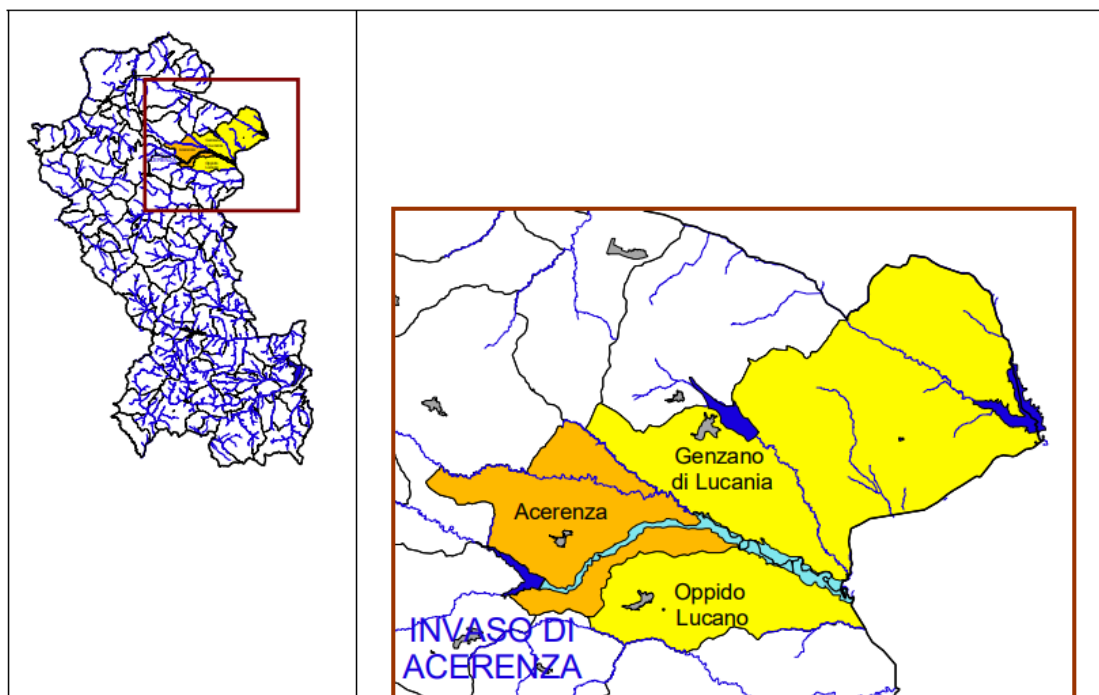 Genzano
di Lucania
Acerenza
Oppido
Lucano
INVASO DI
ACERENZA